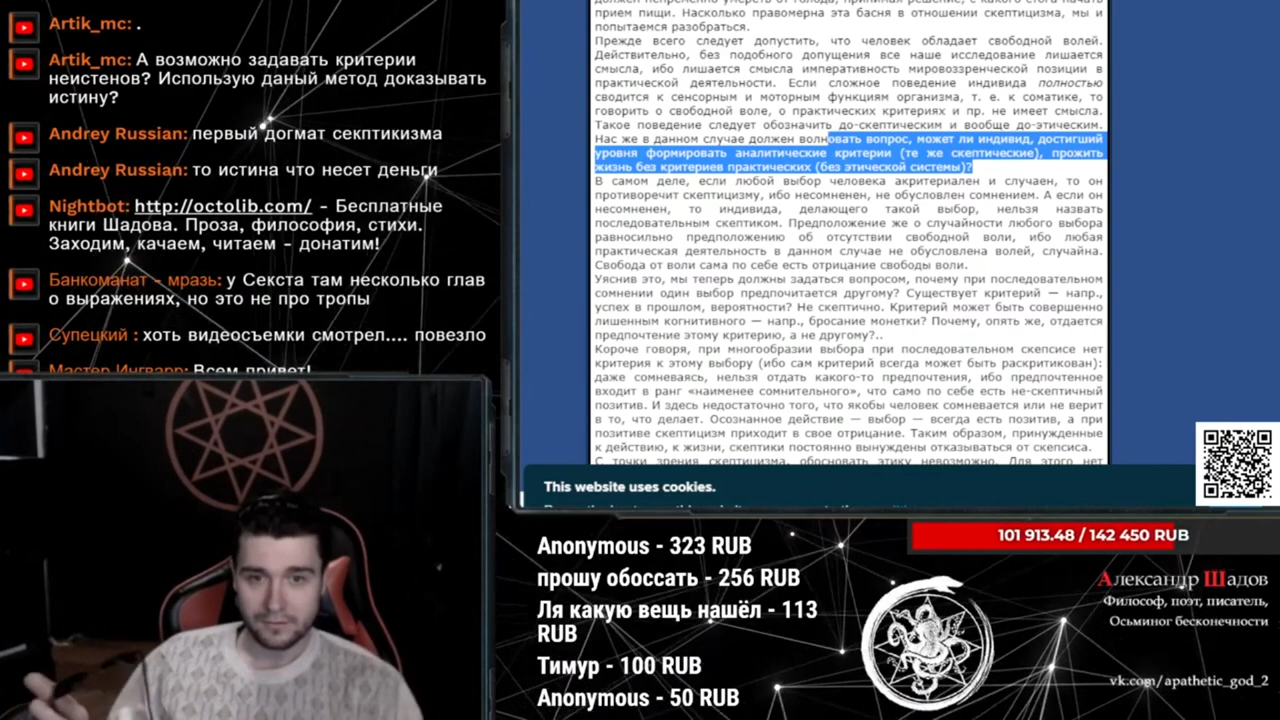 Artik_mc: .
Artik_mc: А возможно задавать критерии
неистенов? Использую даный метод доказывать
истину?
Andrey Russian: первый догмат секптикизма
Andrey Russian: то истина что несет деньги
Nightbot: http://octolib.com/ - Бесплатные
книги Шадова. Проза, философия, стихи.
Заходим, качаем, читаем - донатим!
Банкоманат - мразь: у Секста там несколько глав
о выражениях, но это не про тропы
Супецкий : хоть видеосъемки смотрел.... повезло
Мастер Ингварр: Всем привет!
прием пищи. Насколько правомерна эта басня в отношении скептицизма, мы и
попытаемся разобраться.
Прежде всего следует допустить, что человек обладает свободной волей.
Действительно, без подобного допущения все наше исследование лишается
смысла, ибо лишается смысла императивность мировоззренческой позиции в
практической деятельности. Если сложное поведение индивида полностью
сводится к сенсорным и моторным функциям организма, т. е. к соматике, то
говорить о свободной воле, о практических критериях и пр. не имеет смысла.
Такое поведение следует обозначить до-скептическим и вообще до-этическим.
Нас же в данном случае должен волновать вопрос, может ли индивид, достигший
уровня формировать аналитические критерии (те же скептические), прожить
жизнь без критериев практических (без этической системы)?
В самом деле, если любой выбор человека акритериален и случаен, то он
противоречит скептицизму, ибо несомненен, не обусловлен сомнением. А если он
несомненен, то индивида, делающего такой выбор, нельзя назвать
последовательным скептиком. Предположение же о случайности любого выбора
равносильно предположению об отсутствии свободной воли, ибо любая
практическая деятельность в данном случае не обусловлена волей, случайна.
Свобода от воли сама по себе есть отрицание свободы воли.
Уяснив это, мы теперь должны задаться вопросом, почему при последовательном
сомнении один выбор предпочитается другому? Существует критерий — напр.,
успех в прошлом, вероятности? Не скептично. Критерий может быть совершенно
лишенным когнитивного — напр., бросание монетки? Почему, опять же, отдается
предпочтение этому критерию, а не другому?..
Короче говоря, при многообразии выбора при последовательном скепсисе нет
критерия к этому выбору (ибо сам критерий всегда может быть раскритикован):
даже сомневаясь, нельзя отдать какого-то предпочтения, ибо предпочтенное
входит в ранг «наименее сомнительного», что само по себе есть не-скептичный
позитив. И здесь недостаточно того, что якобы человек сомневается или не верит
в то, что делает. Осознанное действие — выбор — всегда есть позитив, а при
позитиве скептицизм приходит в свое отрицание. Таким образом, принужденные
к действию, к жизни, скептики постоянно вынуждены отказываться от скепсиса.
С точки зрения скептицизма, обосновать этику невозможно. Для этого нет
This website uses cookies.
101 913.48 / 142 450 RUB
Anonymous - 323 RUB
прошу обоссать - 256 RUB
Ля какую вещь нашёл - 113
RUB
Тимур - 100 RUB
Anonymous - 50 RUB
Александр Шадов
Философ, поэт, писатель,
Осьминог бесконечности
vk.com/apathetic_god_2